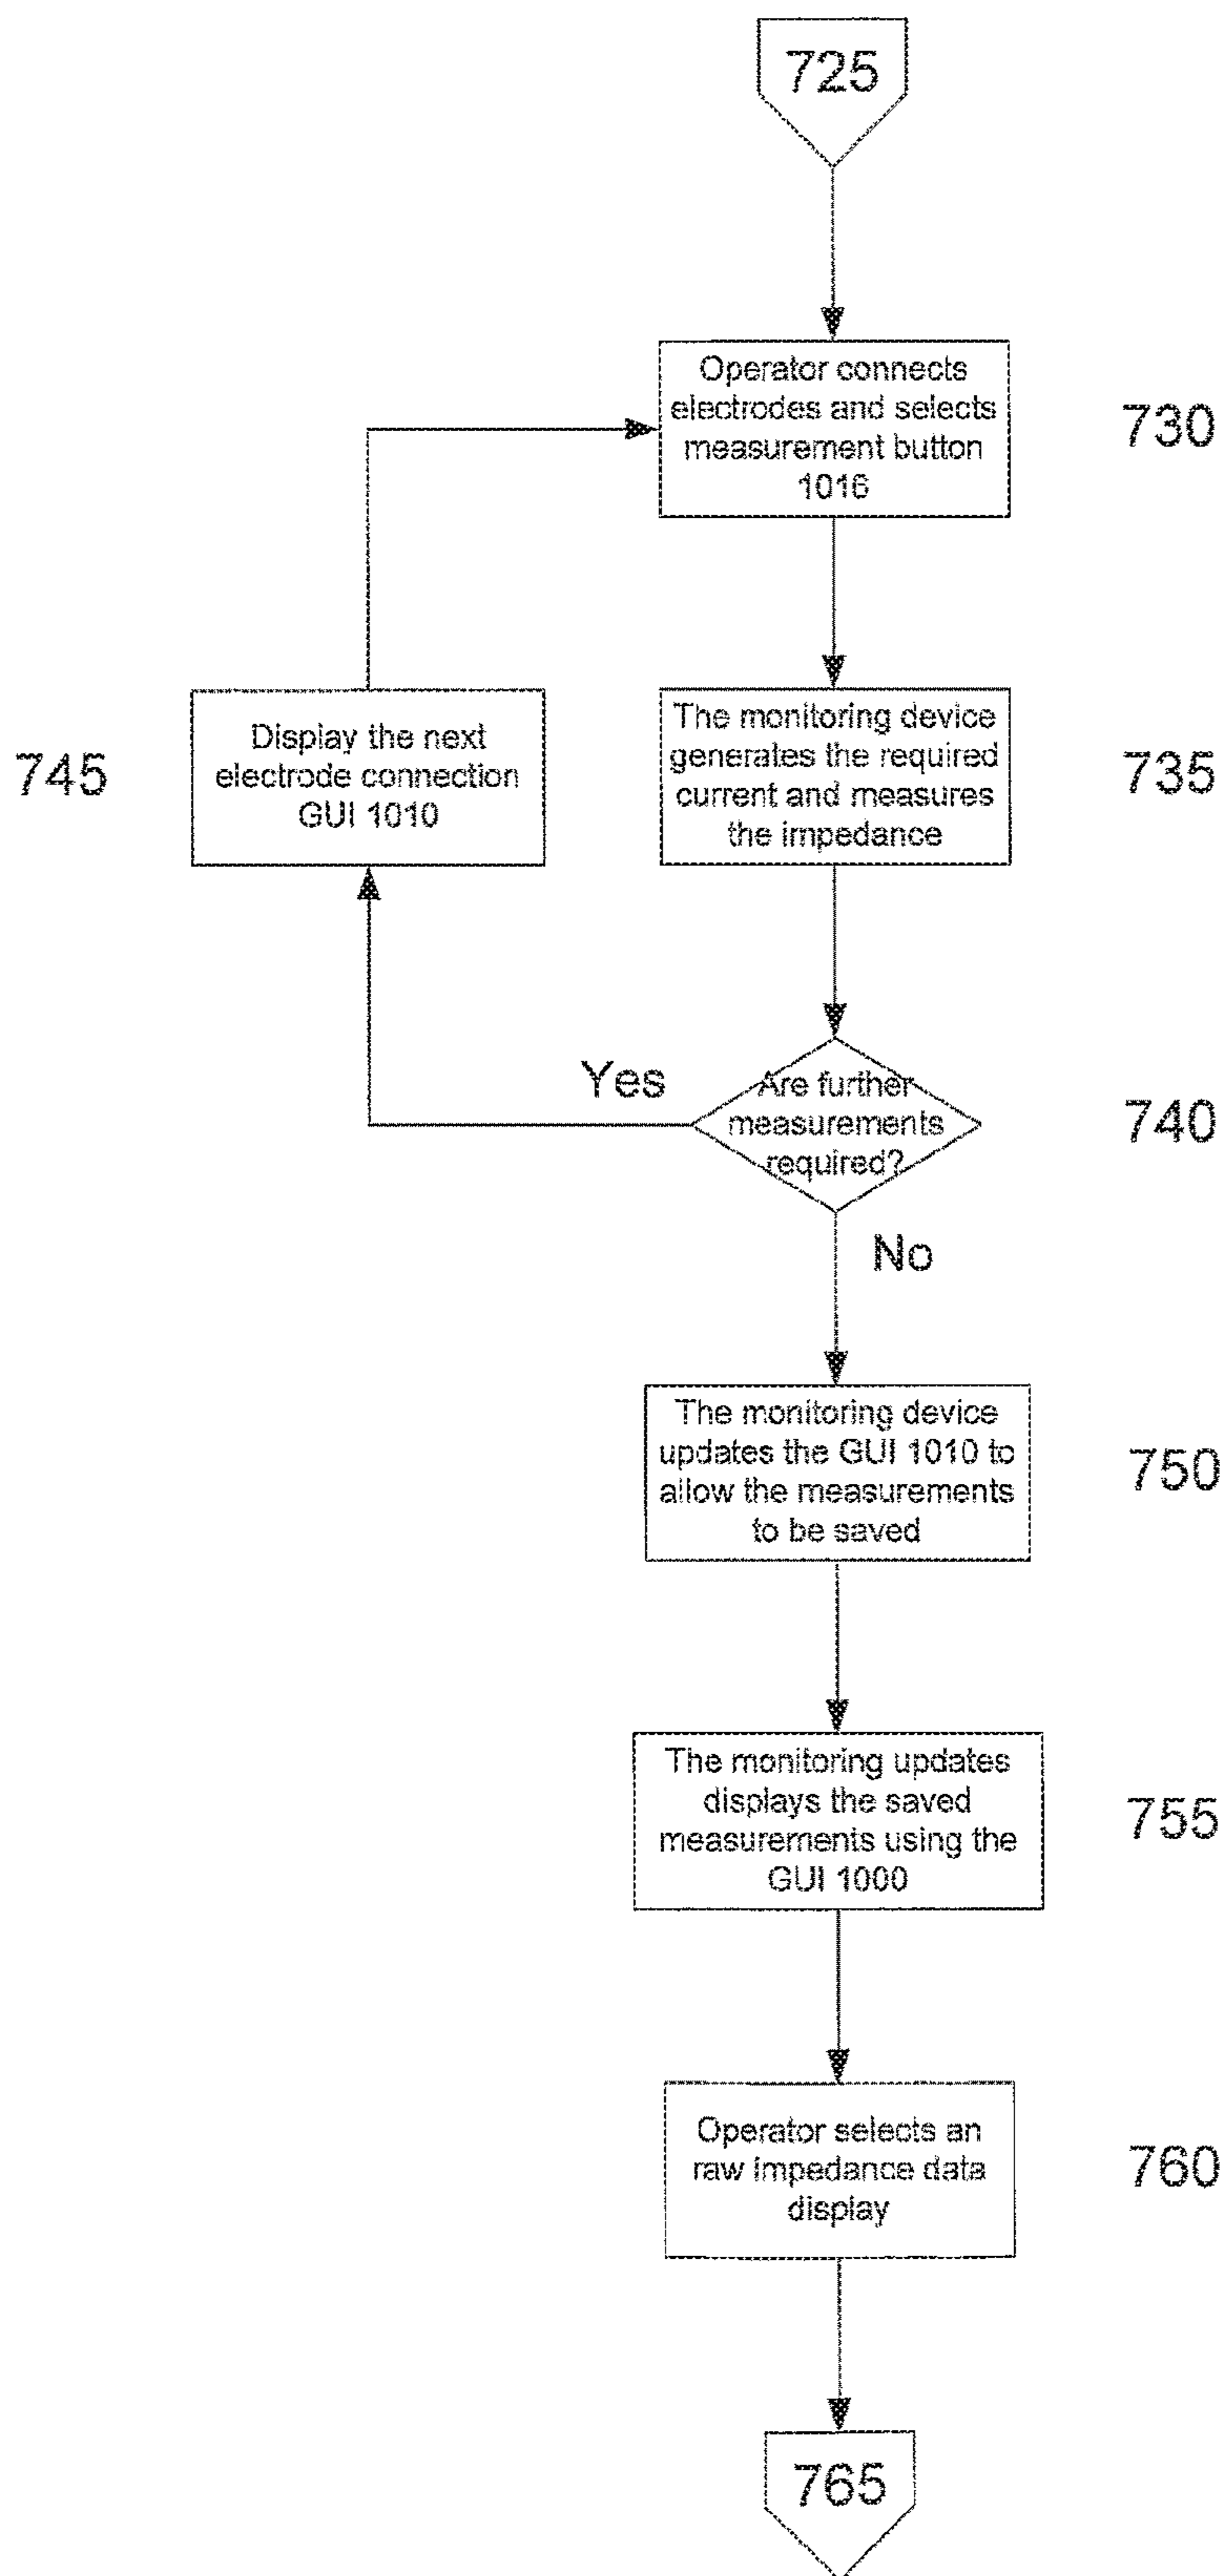 725
Operator connects
electrodes and selects
measurement button
1016
730
The monitoring device
generates the required
current and measures
the impedance
735
Display the next
electrode connection
GUI 1010
745
Yes
Are further
measurements
required?
740
No
The monitoring device
updates the GUI 1010 to
allow the measurements
to be saved
750
The monitoring updates
displays the saved
measurements using the
GUI 1000
755
Operator selects an
raw impedance data
display
760
765